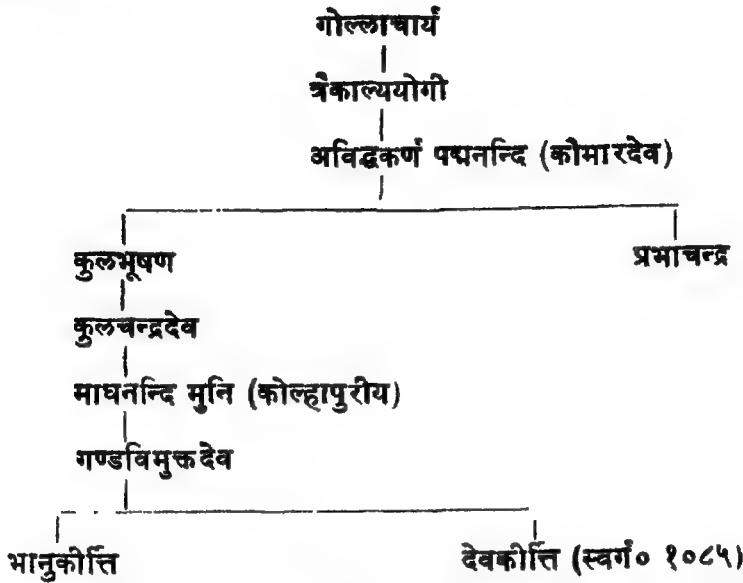 गोल्लाचार्य
त्रैकाल्ययोगी
अविद्धकर्ण पद्मनन्दि (कौमारदेव)
कुलभूषण प्रभाचन्द्र
कुलचन्द्रदेव
माघनन्दि मुनि (कोल्हापुरीय)
गण्डविमुक्तदेव
भानुकीर्त्ति देवकीर्त्ति (स्वर्ग० १०८५)